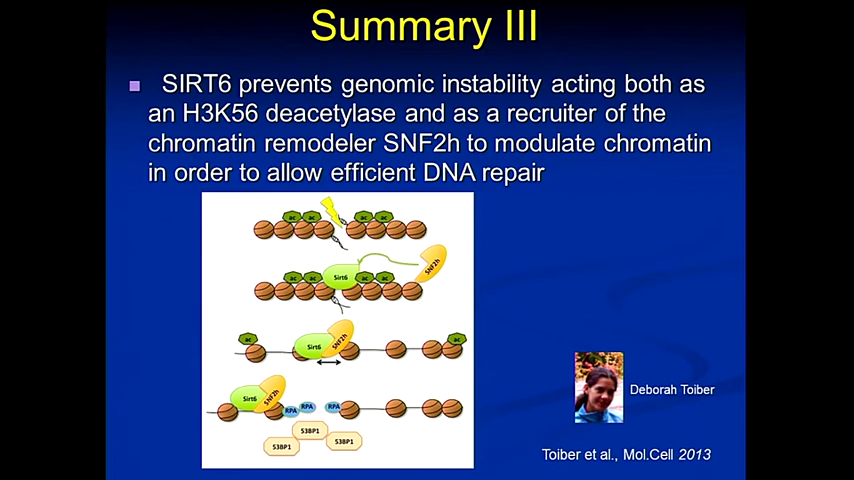 Summary III
SIRT6 prevents genomic instability acting both as
an H3K56 deacetylase and as a recruiter of the
chromatin remodeler SNF2h to modulate chromatin
in order to allow efficient DNA repair
ac ac ac ac
SNF2h
ac ac Sirt6 ac ac
ac Sirt6 SNF2h ac
Sirt6 SNF2h
RPA RPA RPA
53BP1
53BP1 53BP1
Deborah Toiber
Toiber et al., Mol.Cell 2013